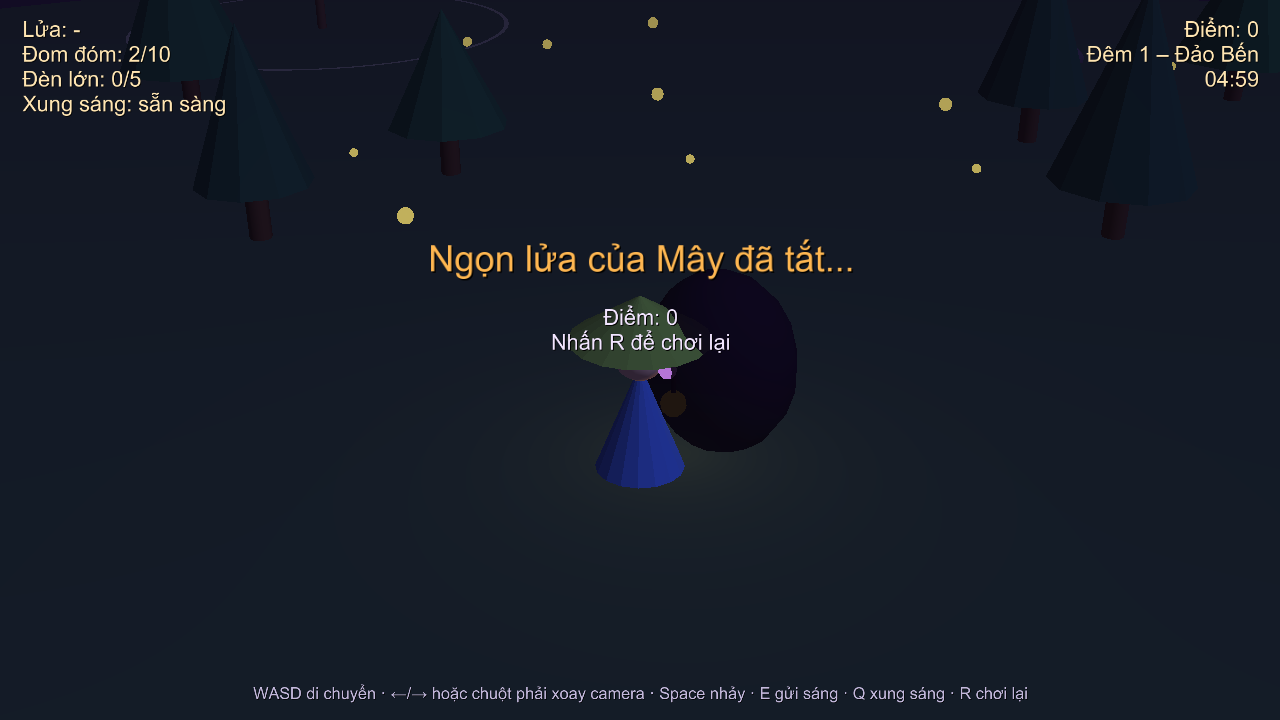 Lửa: -
Đom đóm: 2/10
Đèn lớn: 0/5
Xung sáng: sẵn sàng
Điểm: 0
Đêm 1 – Đảo Bến
04:59
Ngọn lửa của Mây đã tắt...
Điểm: 0
Nhấn R để chơi lại
WASD di chuyển · ←/→ hoặc chuột phải xoay camera · Space nhảy · E gửi sáng · Q xung sáng · R chơi lại